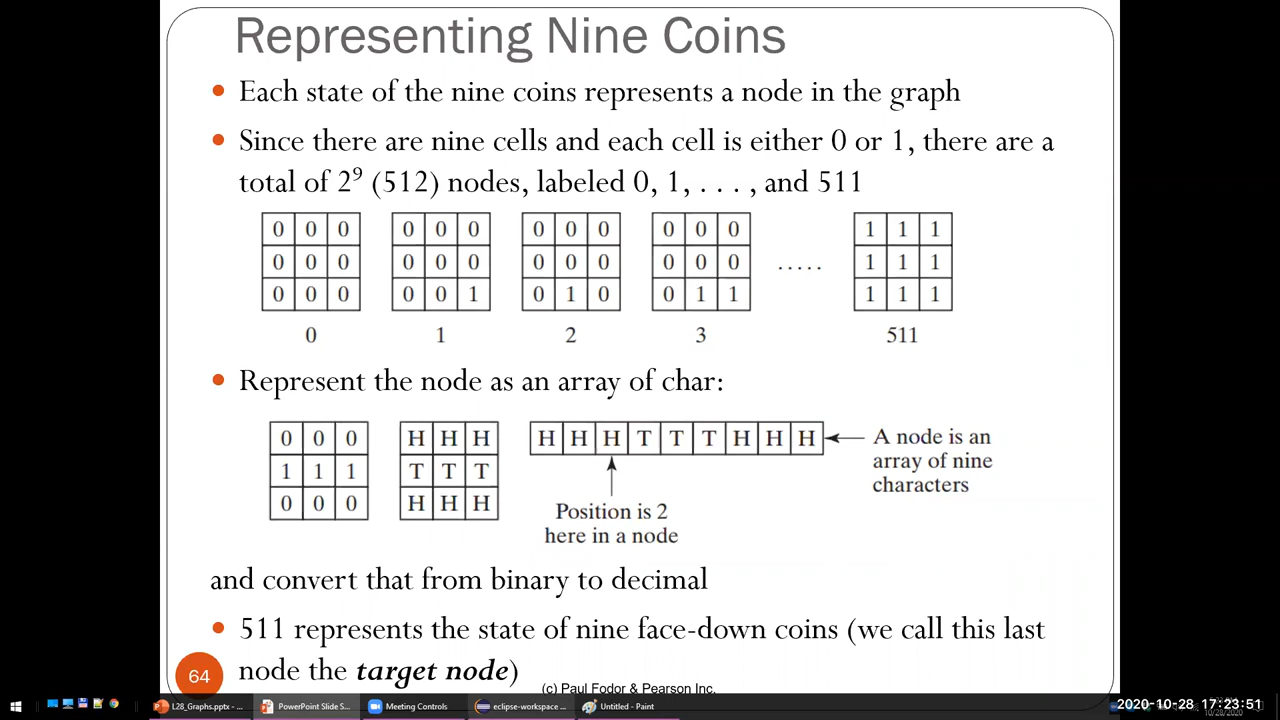 Representing Nine Coins
• Each state of the nine coins represents a node in the graph
• Since there are nine cells and each cell is either 0 or 1, there are a
total of 2⁹ (512) nodes, labeled 0, 1, . . . , and 511
0 0 0 0 0 0 0 0 0 0 0 0 1 1 1
0 0 0 0 0 0 0 0 0 0 0 0 ..... 1 1 1
0 0 0 0 0 1 0 1 0 0 1 1 1 1 1
0 1 2 3 511
• Represent the node as an array of char:
0 0 0 H H H H H H T T T H H H A node is an
1 1 1 T T T array of nine
0 0 0 H H H characters
Position is 2
here in a node
and convert that from binary to decimal
• 511 represents the state of nine face-down coins (we call this last
node the target node)
64
(c) Paul Fodor & Pearson Inc.
L28_Graphs.pptx - ... PowerPoint Slide S... Meeting Controls eclipse-workspace ... Untitled - Paint 2020-10-28 17:23:51
10/28/2020